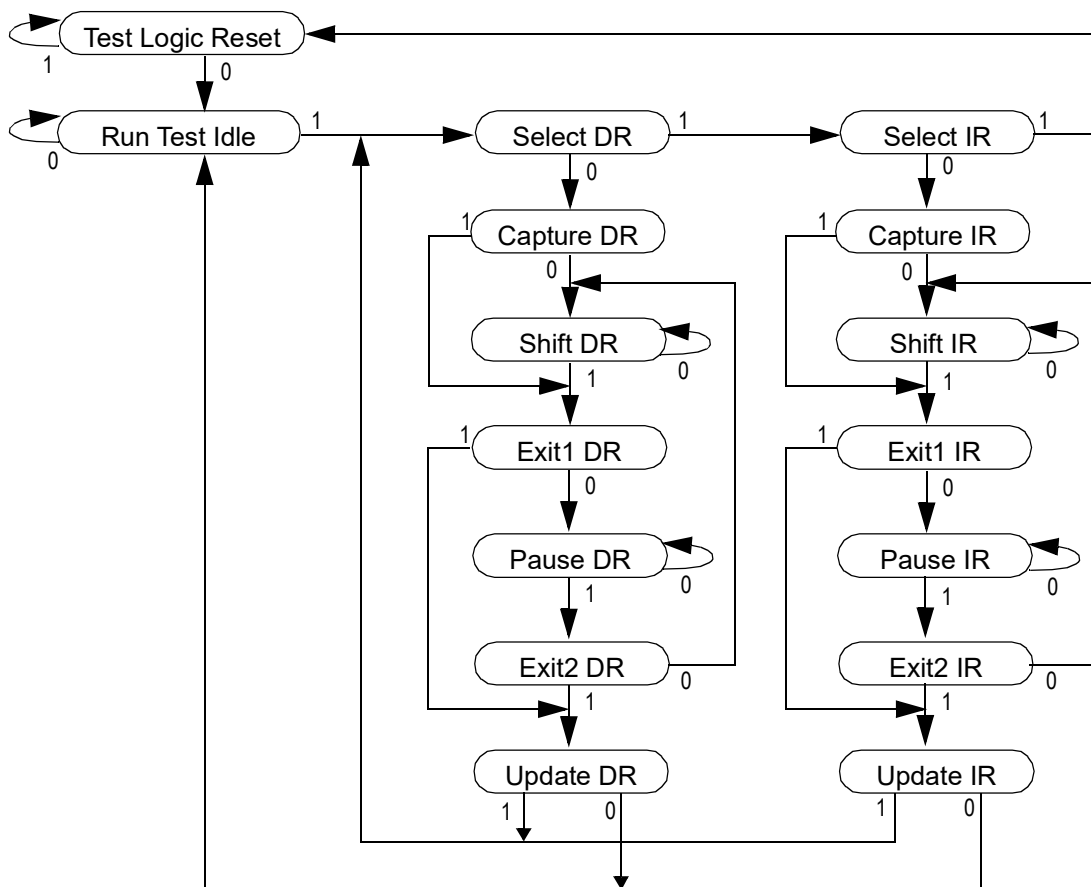 Test Logic Reset
1
0
Run Test Idle
1
0
Select DR
1
0
Select IR
1
0
Capture DR
1
0
Capture IR
1
0
Shift DR
0
1
Shift IR
0
1
Exit1 DR
1
0
Exit1 IR
1
0
Pause DR
0
1
Pause IR
0
1
Exit2 DR
0
1
Exit2 IR
0
1
Update DR
1
0
Update IR
1
0